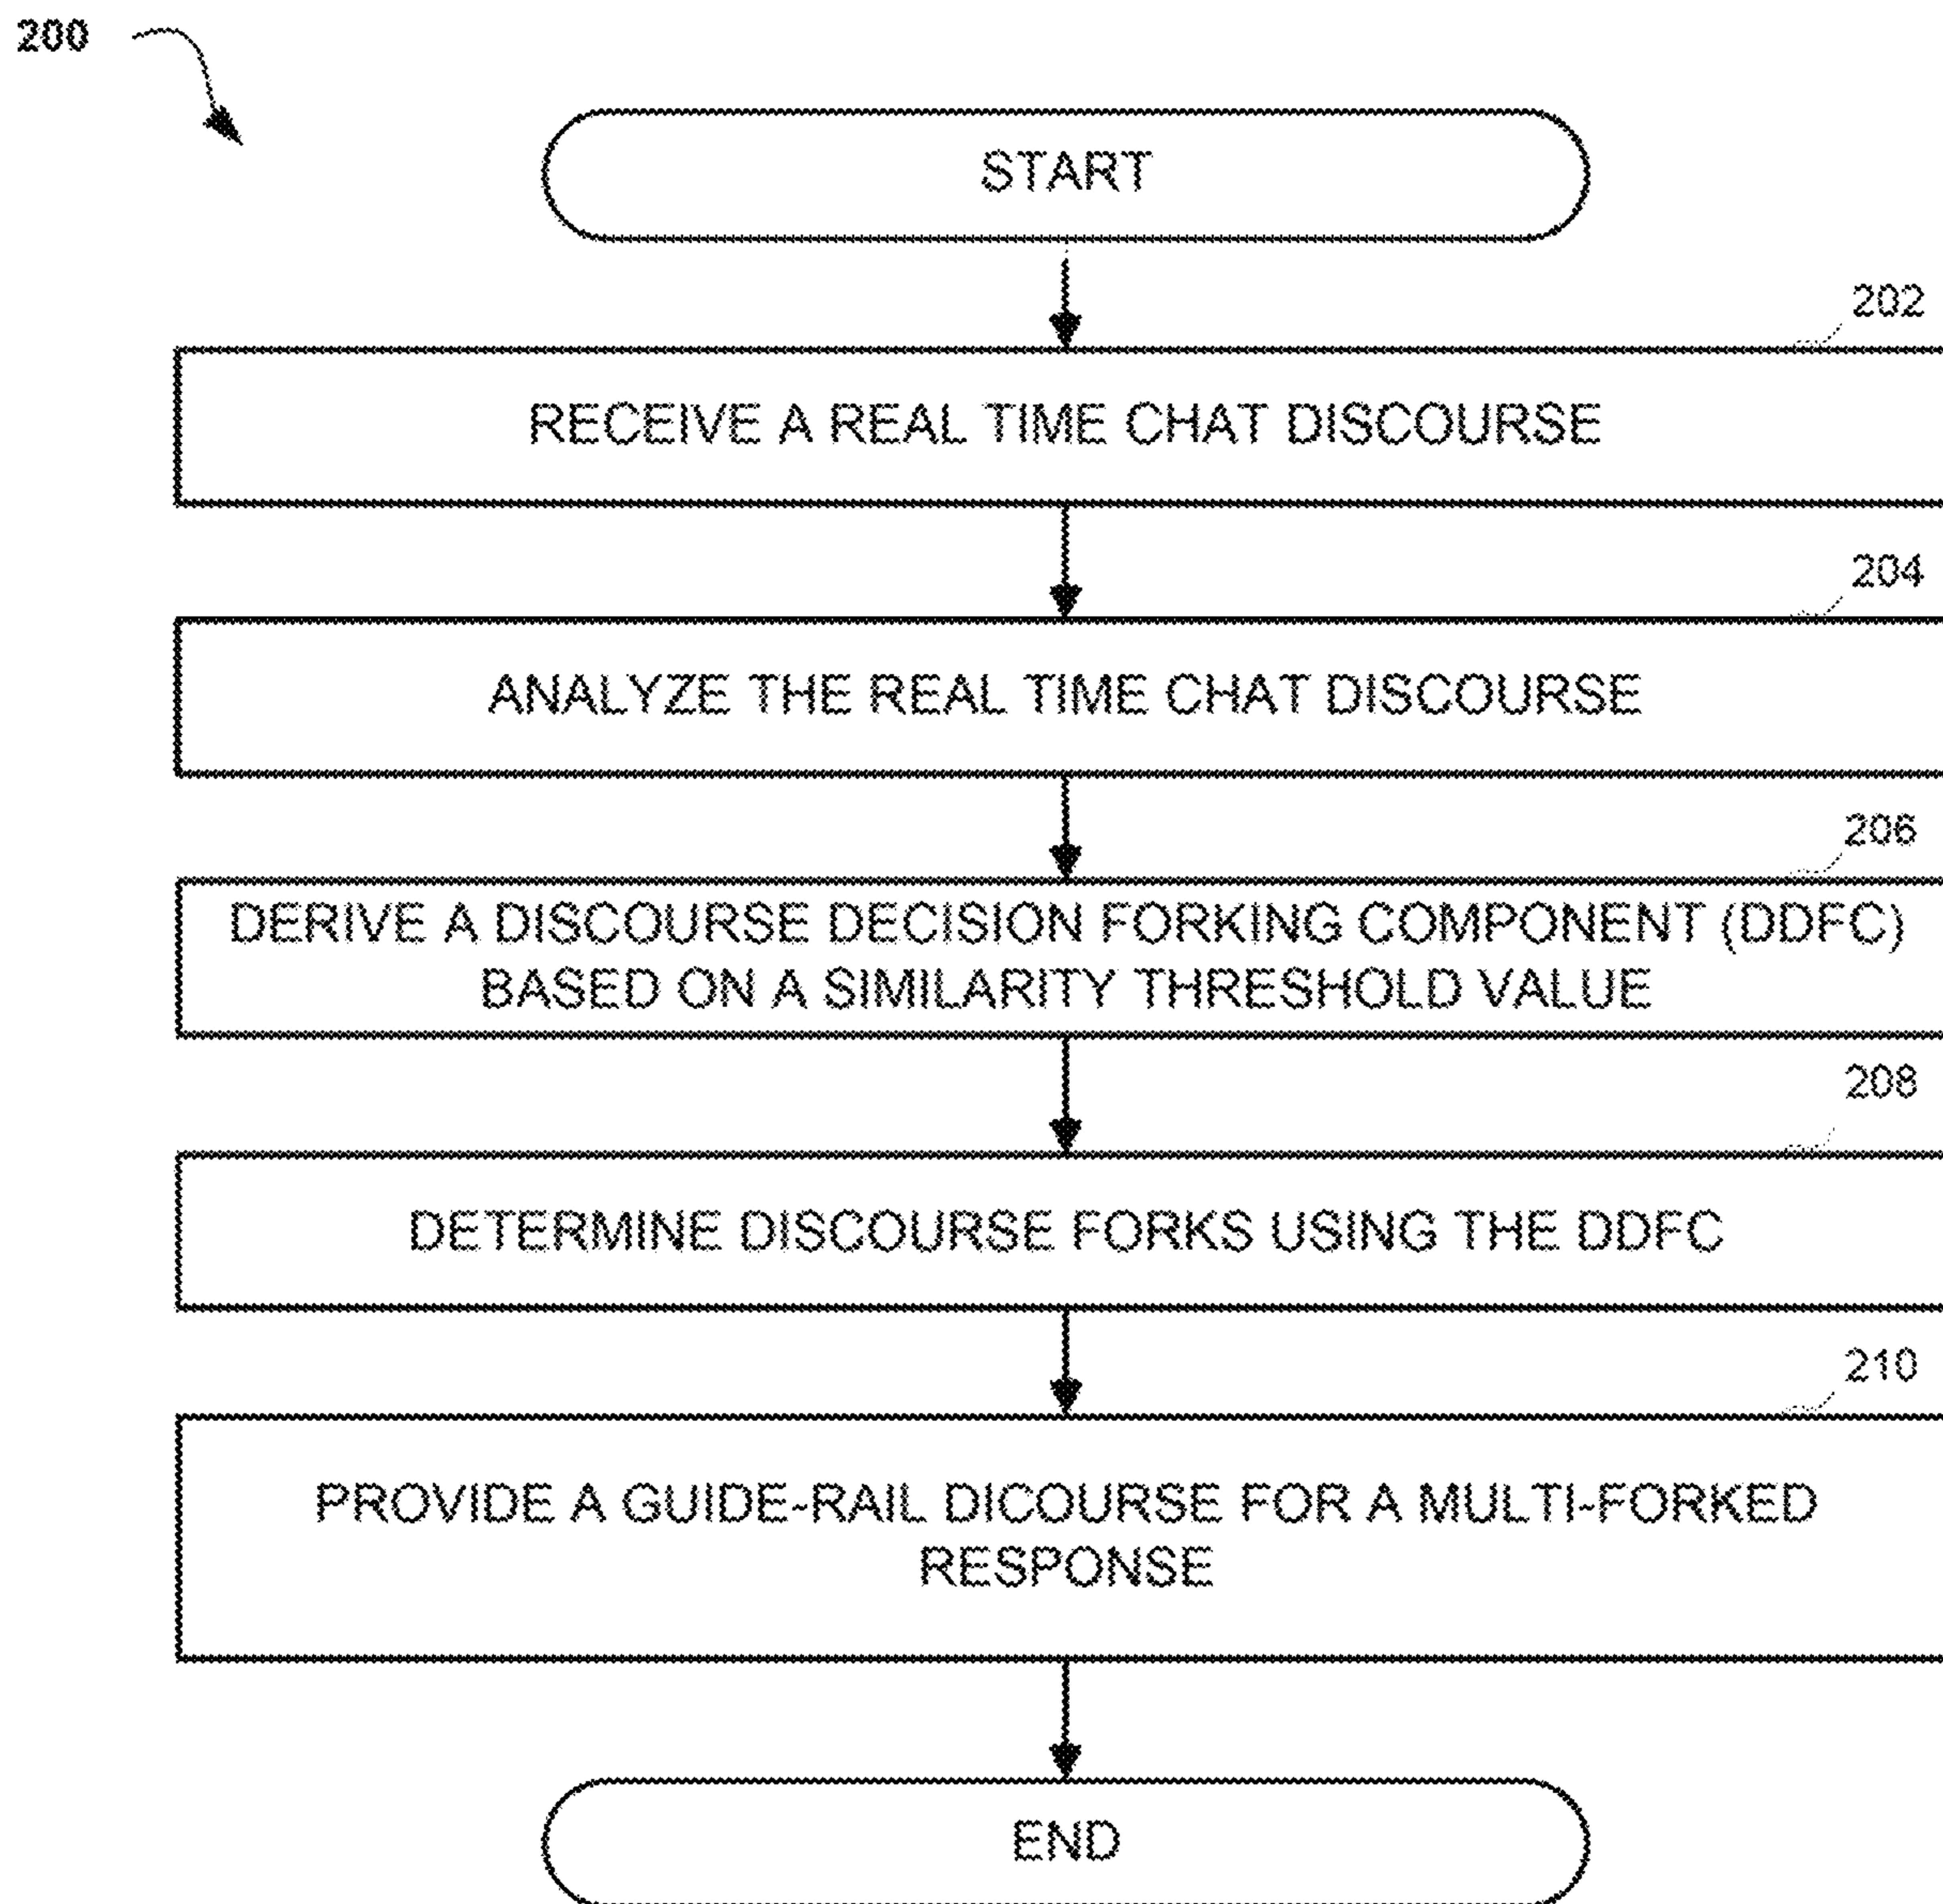 200
START
202
RECEIVE A REAL TIME CHAT DISCOURSE
204
ANALYZE THE REAL TIME CHAT DISCOURSE
206
DERIVE A DISCOURSE DECISION FORKING COMPONENT (DDFC)
BASED ON A SIMILARITY THRESHOLD VALUE
208
DETERMINE DISCOURSE FORKS USING THE DDFC
210
PROVIDE A GUIDE-RAIL DICOURSE FOR A MULTI-FORKED
RESPONSE
END